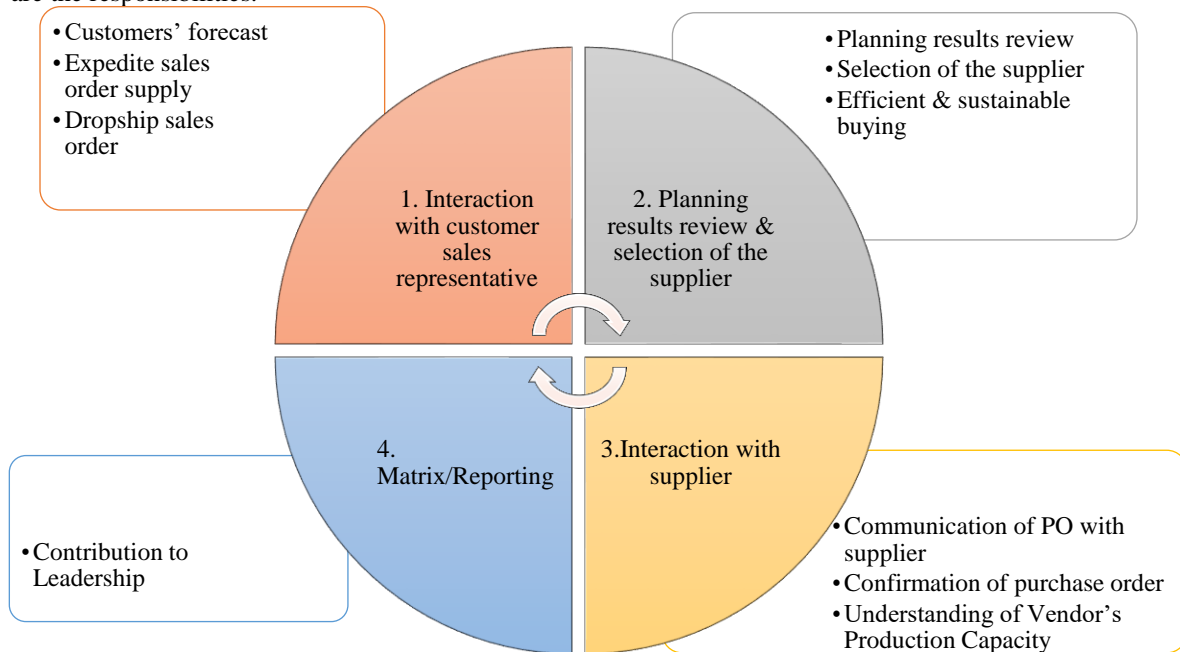 are the responsibilities.
• Customers’ forecast
• Expedite sales
order supply
• Dropship sales
order
• Planning results review
• Selection of the supplier
• Efficient & sustainable
buying
1. Interaction
with customer
sales
representative
2. Planning
results review &
selection of the
supplier
4.
Matrix/Reporting
3.Interaction with
supplier
• Contribution to
Leadership
• Communication of PO with
supplier
• Confirmation of purchase order
• Understanding of Vendor’s
Production Capacity